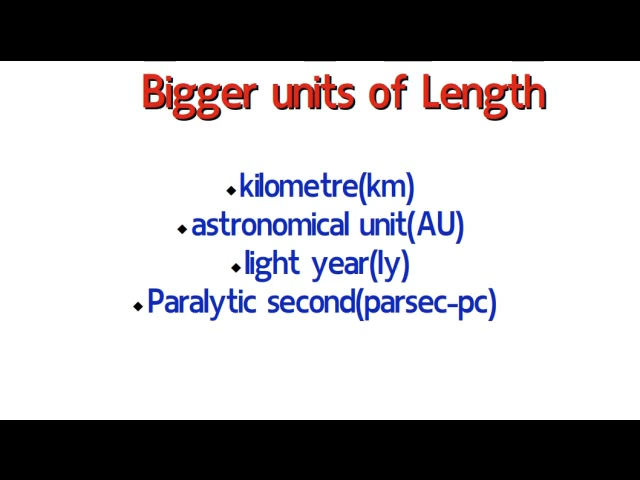 Bigger units of Length
kilometre(km)
astronomical unit(AU)
light year(ly)
Paralytic second(parsec-pc)